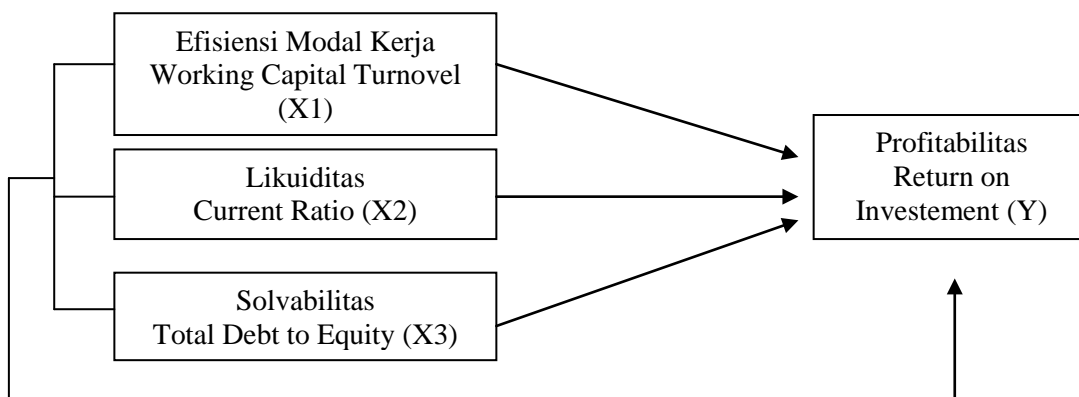 Efisiensi Modal Kerja
Working Capital Turnovel
(X1)
Likuiditas
Current Ratio (X2)
Solvabilitas
Total Debt to Equity (X3)
Profitabilitas
Return on
Investement (Y)